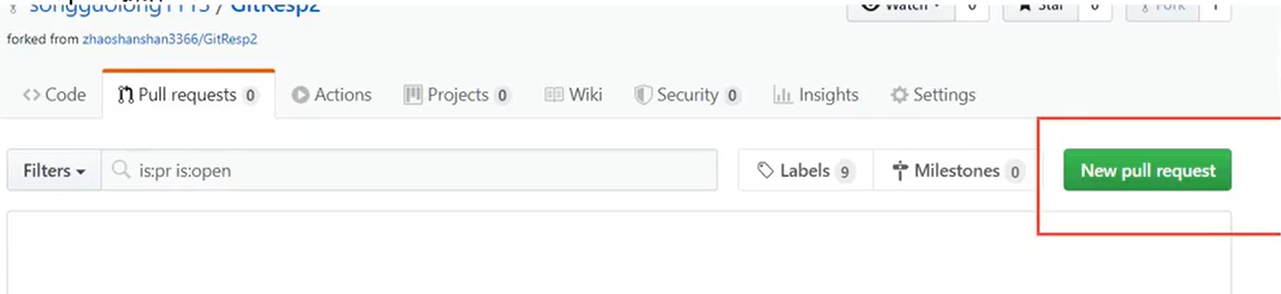 / GitResp2
Watch 0 Star 0 Fork 1
forked from zhaoshanshan3366/GitResp2
Code Pull requests 0 Actions Projects 0 Wiki Security 0 Insights Settings
Filters is:pr is:open Labels 9 Milestones 0 New pull request